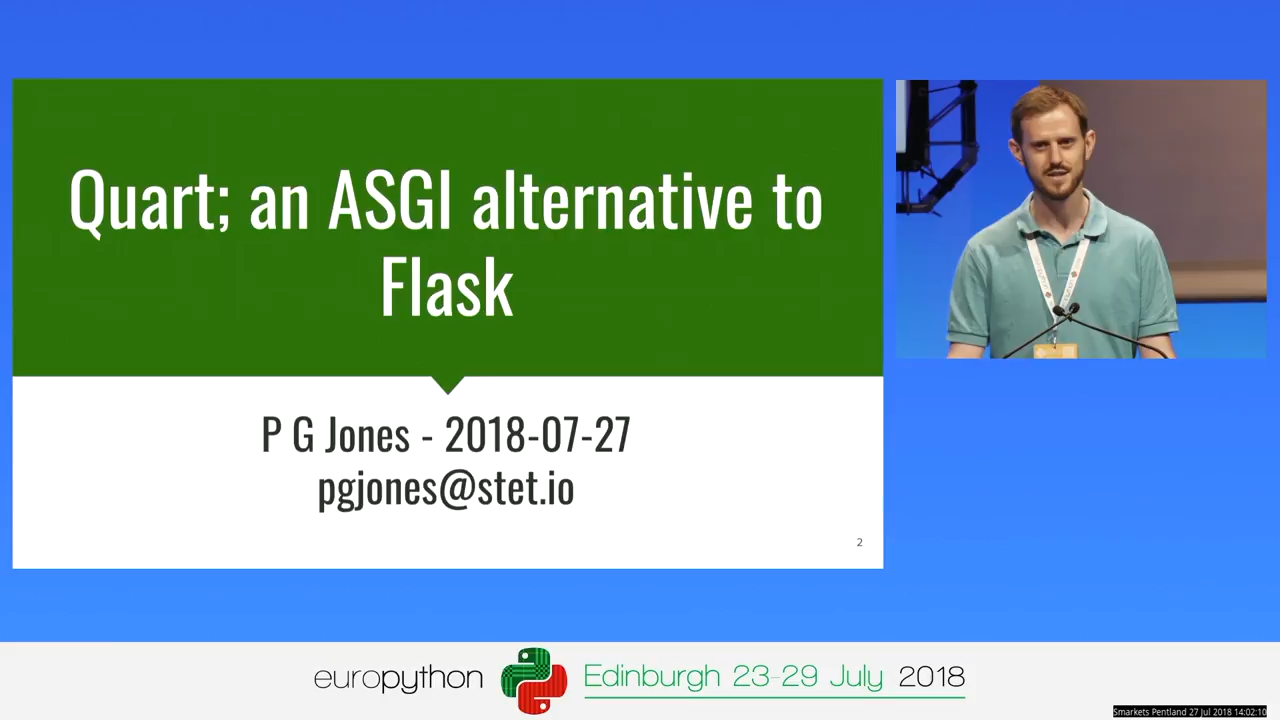 Quart; an ASGI alternative to
Flask
P G Jones - 2018-07-27
pgjones@stet.io
2
europython
Edinburgh 23-29 July 2018
Smarkets Pentland 27 Jul 2018 14:02:10